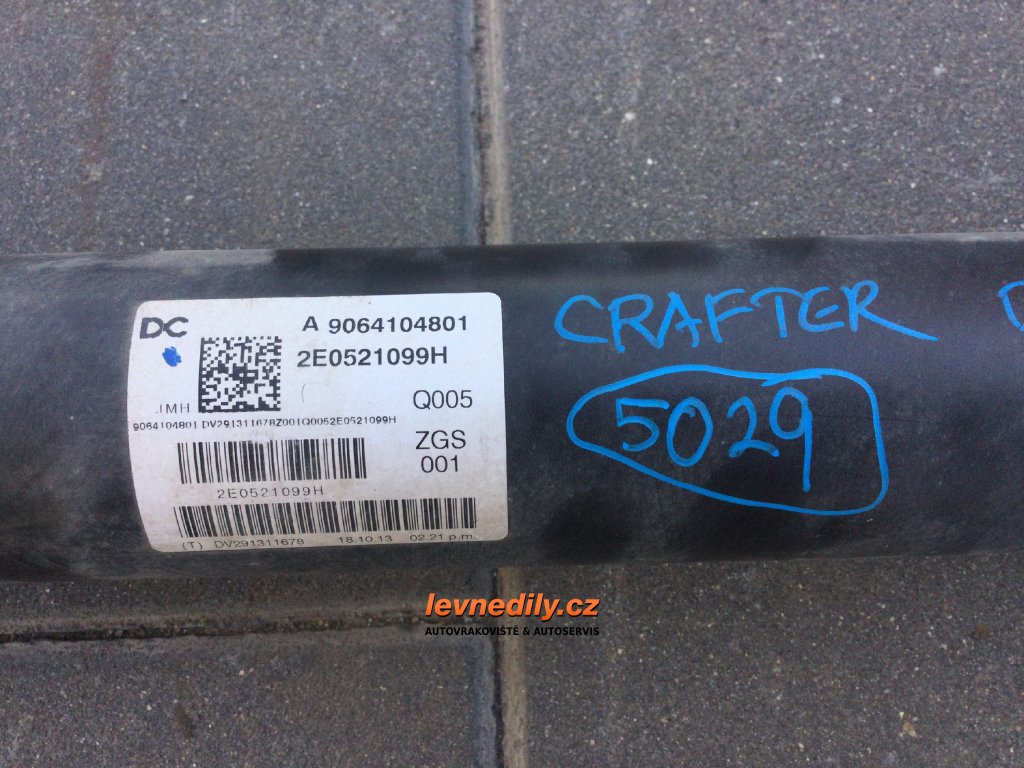 DC
A 9064104801
2E0521099H
JMH
Q005
9064104801 DV291311678Z001Q0052E0521099H
ZGS
001
2E0521099H
(T) DV291311678 18.10.13 02.21 p.m.
CRAFTER
5029
levnedily.cz
AUTOVRAKOVIŠTĚ & AUTOSERVIS